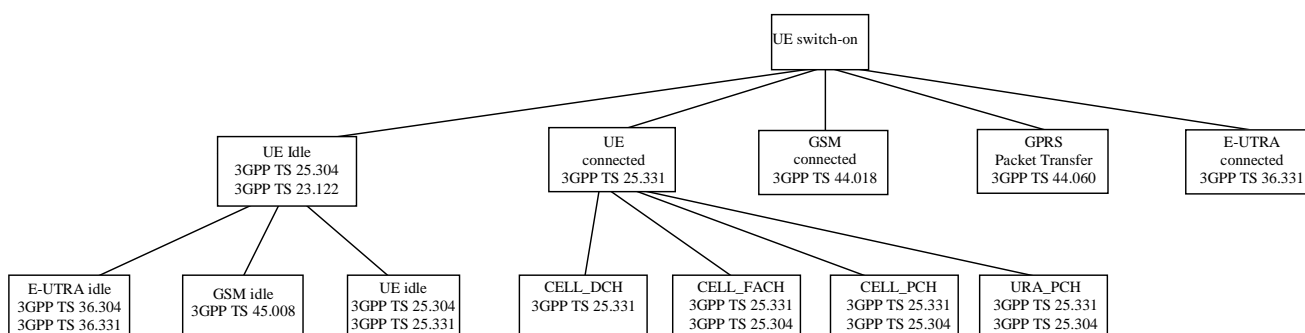 UE switch-on
UE Idle
3GPP TS 25.304
3GPP TS 23.122
UE
connected
3GPP TS 25.331
GSM
connected
3GPP TS 44.018
GPRS
Packet Transfer
3GPP TS 44.060
E-UTRA
connected
3GPP TS 36.331
E-UTRA idle
3GPP TS 36.304
3GPP TS 36.331
GSM idle
3GPP TS 45.008
UE idle
3GPP TS 25.304
3GPP TS 25.331
CELL_DCH
3GPP TS 25.331
CELL_FACH
3GPP TS 25.331
3GPP TS 25.304
CELL_PCH
3GPP TS 25.331
3GPP TS 25.304
URA_PCH
3GPP TS 25.331
3GPP TS 25.304